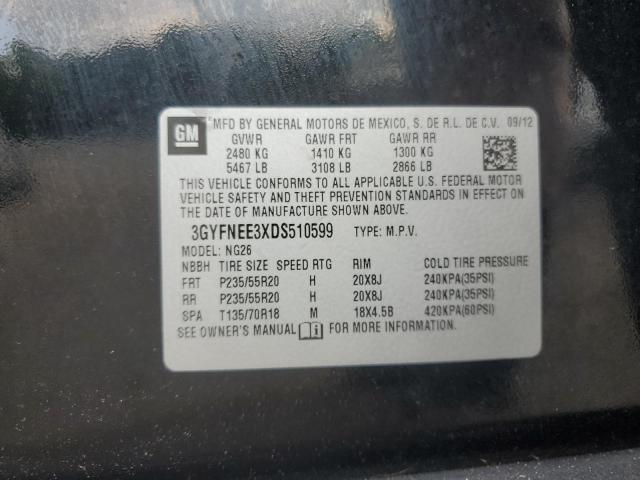 GM MFD BY GENERAL MOTORS DE MEXICO, S. DE R.L. DE C.V. 09/12
GVWR GAWR FRT GAWR RR
2480 KG 1410 KG 1300 KG
5467 LB 3108 LB 2866 LB
THIS VEHICLE CONFORMS TO ALL APPLICABLE U.S. FEDERAL MOTOR
VEHICLE SAFETY AND THEFT PREVENTION STANDARDS IN EFFECT ON
THE DATE OF MANUFACTURE SHOWN ABOVE.
3GYFNEE3XDS510599 TYPE: M.P.V.
MODEL: NG26
NBBH TIRE SIZE SPEED RTG RIM COLD TIRE PRESSURE
FRT P235/55R20 H 20X8J 240KPA(35PSI)
RR P235/55R20 H 20X8J 240KPA(35PSI)
SPA T135/70R18 M 18X4.5B 420KPA(60PSI)
SEE OWNER'S MANUAL FOR MORE INFORMATION.